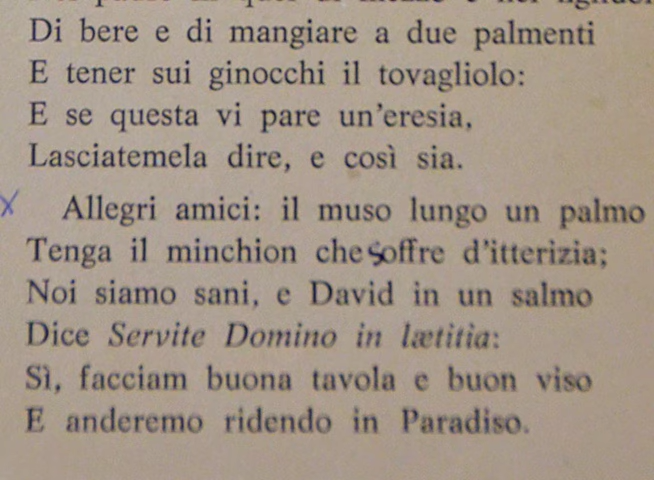 Di bere e di mangiare a due palmenti
E tener sui ginocchi il tovagliolo:
E se questa vi pare un'eresia,
Lasciatemela dire, e così sia.
x Allegri amici: il muso lungo un palmo
Tenga il minchion che soffre d'itterizia;
Noi siamo sani, e David in un salmo
Dice Servite Domino in lætitia:
Sì, facciam buona tavola e buon viso
E anderemo ridendo in Paradiso.